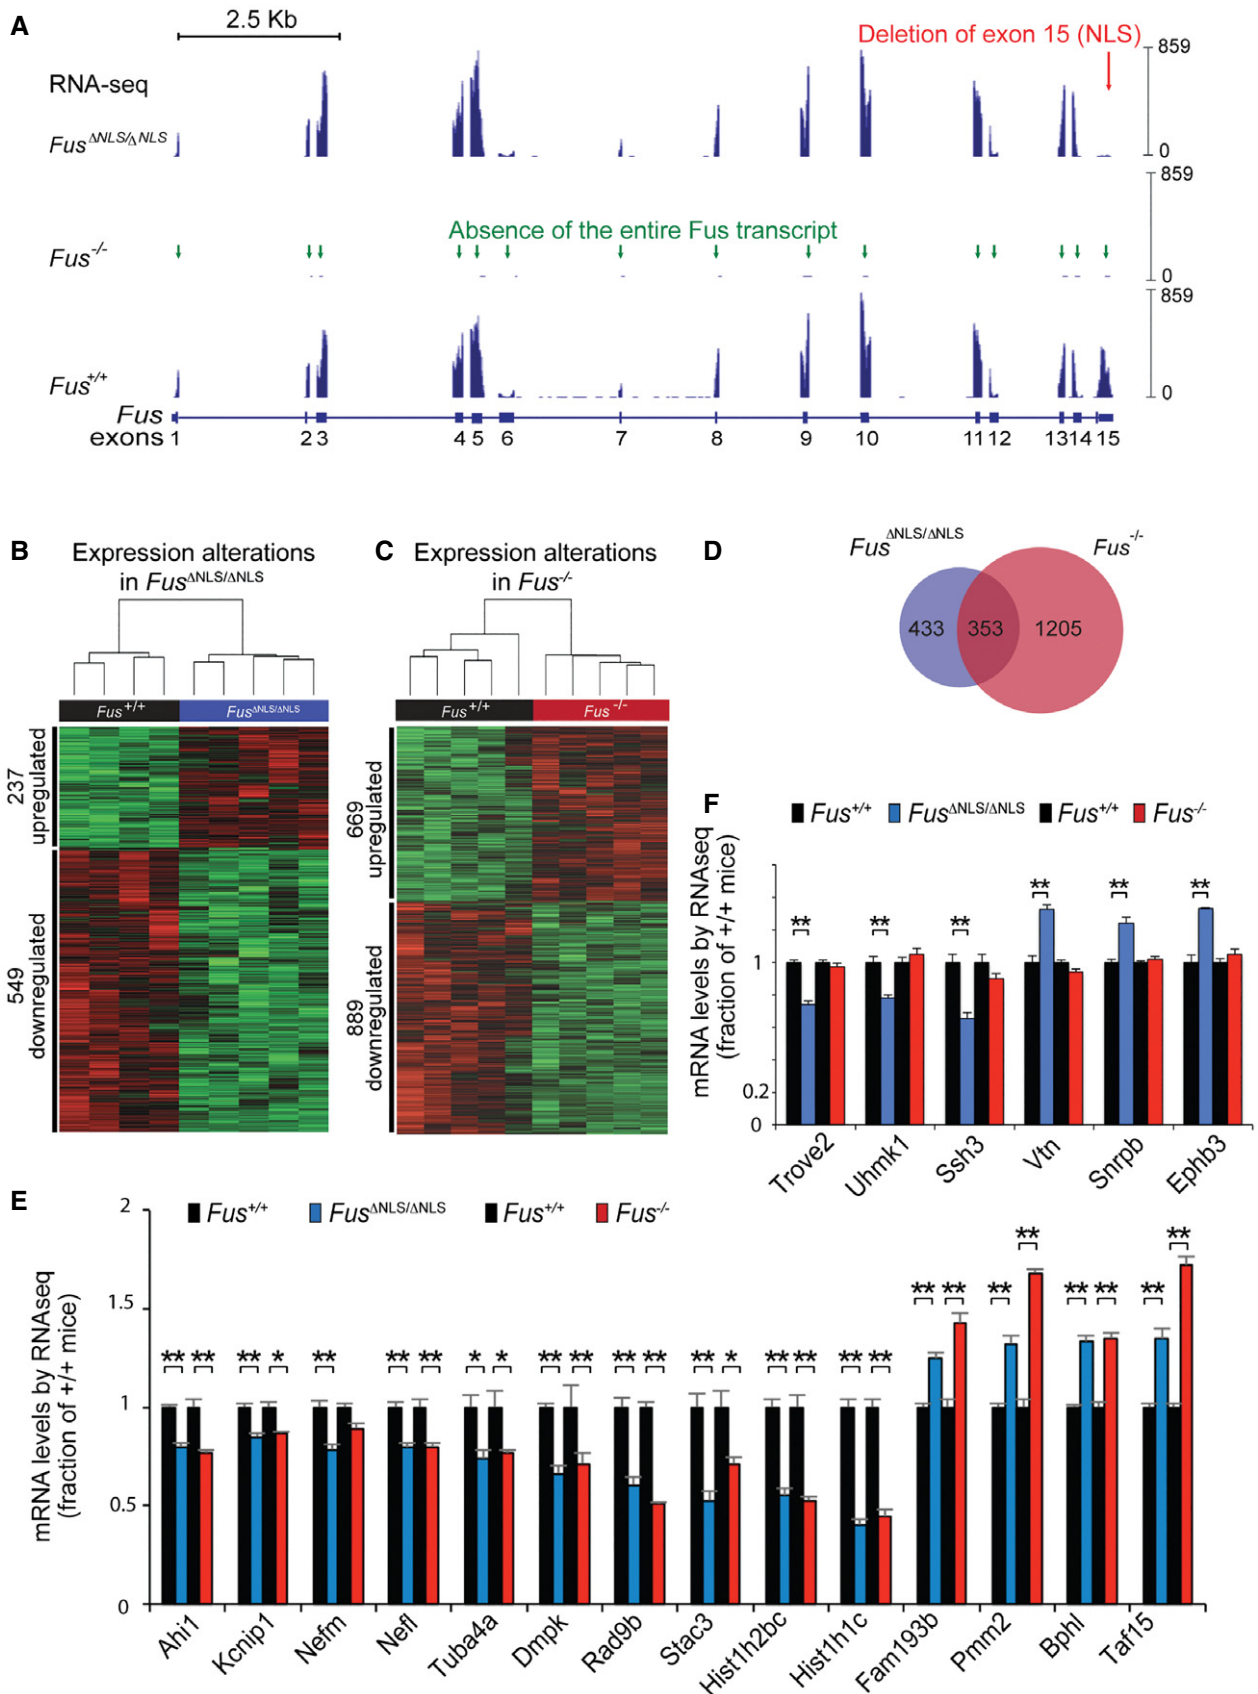 A
2.5 Kb
Deletion of exon 15 (NLS)
859
RNA-seq
Fus ΔNLS/ΔNLS
0
859
Absence of the entire Fus transcript
Fus-/-
0
859
Fus+/+
0
Fus
exons 1 2 3 4 5 6 7 8 9 10 11 12 13 14 15
B
Expression alterations
in FusΔNLS/ΔNLS
Fus+/+ FusΔNLS/ΔNLS
237
upregulated
549
downregulated
C
Expression alterations
in Fus-/-
Fus+/+ Fus-/-
669
upregulated
889
downregulated
D
FusΔNLS/ΔNLS Fus-/-
433 353 1205
F
Fus+/+ FusΔNLS/ΔNLS Fus+/+ Fus-/-
mRNA levels by RNAseq
(fraction of +/+ mice)
** ** ** ** ** **
1
0.2
0
Trove2 Uhmk1 Ssh3 Vtn Snrpb Ephb3
E
Fus+/+ FusΔNLS/ΔNLS Fus+/+ Fus-/-
mRNA levels by RNAseq
(fraction of +/+ mice)
2
1.5
1
0.5
0
** ** ** * ** ** ** * * ** ** ** ** ** * ** ** ** ** ** ** ** ** ** ** ** **
Ahi1 Kcnip1 Nefm Nefl Tuba4a Dmpk Rad9b Stac3 Hist1h2bc Hist1h1c Fam193b Pmm2 Bphl Taf15